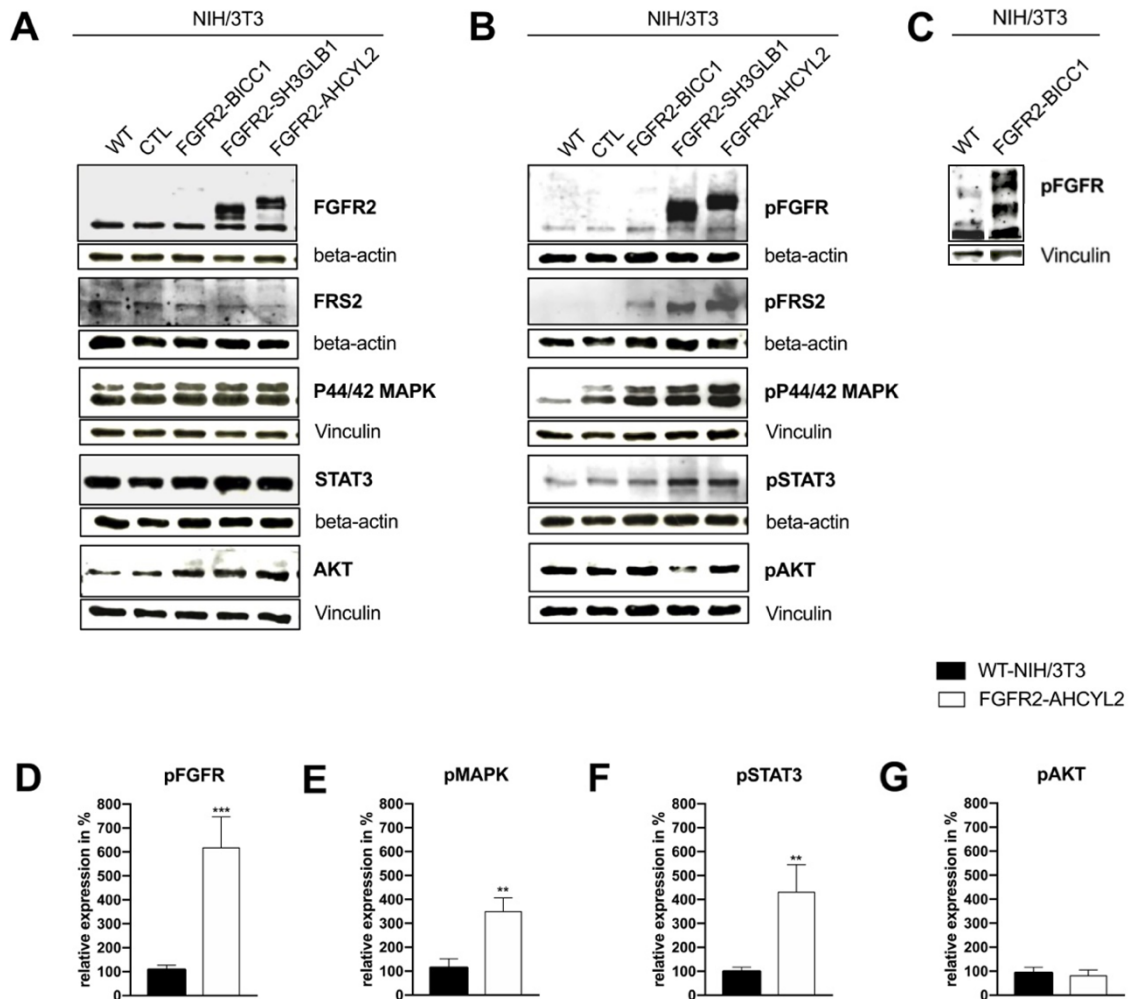 A
NIH/3T3
WT
CTL
FGFR2-BICC1
FGFR2-SH3GLB1
FGFR2-AHCYL2
FGFR2
beta-actin
FRS2
beta-actin
P44/42 MAPK
Vinculin
STAT3
beta-actin
AKT
Vinculin
B
NIH/3T3
WT
CTL
FGFR2-BICC1
FGFR2-SH3GLB1
FGFR2-AHCYL2
pFGFR
beta-actin
pFRS2
beta-actin
pP44/42 MAPK
Vinculin
pSTAT3
beta-actin
pAKT
Vinculin
C
NIH/3T3
WT
FGFR2-BICC1
pFGFR
Vinculin
WT-NIH/3T3
FGFR2-AHCYL2
D
pFGFR
relative expression in %
800
700
600
500
400
300
200
100
0
***
E
pMAPK
relative expression in %
800
700
600
500
400
300
200
100
0
**
F
pSTAT3
relative expression in %
800
700
600
500
400
300
200
100
0
**
G
pAKT
relative expression in %
800
700
600
500
400
300
200
100
0